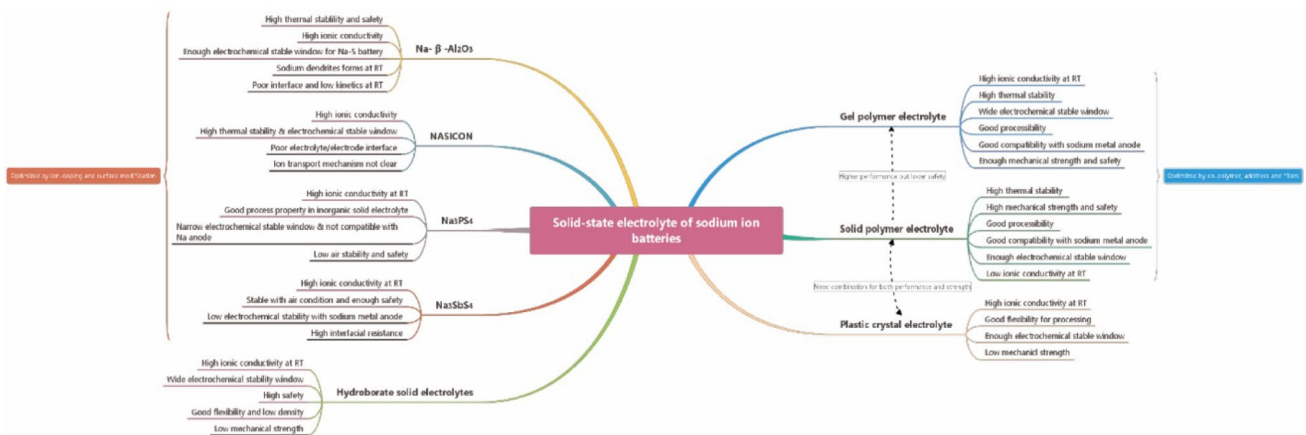 High thermal stablility and safety
High ionic conductivity
Enough electrochemical stable window for Na-S battery
Sodium dendrites forms at RT
Poor interface and low kinetics at RT
Na- β -Al2O3
High ionic conductivity
High thermal stability & electrochemical stable window
Poor electrolyte/electrode interface
Ion transport mechanism not clear
NASICON
Optimized by ion-doping and surface modification
High ionic conductivity at RT
Good process property in inorganic solid electrolyte
Narrow electrochemical stable window & not compatible with
Na anode
Low air stability and safety
Na3PS4
High ionic conductivity at RT
Stable with air condition and enough safety
Low electrochemical stability with sodium metal anode
High interfacial resistance
Na3SbS4
High ionic conductivity at RT
Wide electrochemical stability window
High safety
Good flexibility and low density
Low mechanical strength
Hydroborate solid electrolytes
Solid-state electrolyte of sodium ion
batteries
Gel polymer electrolyte
High ionic conductivity at RT
High thermal stability
Wide electrochemical stable window
Good processibility
Good compatibility with sodium metal anode
Enough mechanical strength and safety
Higher performance but lower safety
Optimized by co-polymer, additives and fillers
Solid polymer electrolyte
High thermal stability
High mechanical strength and safety
Good processibility
Good compatibility with sodium metal anode
Enough electrochemical stable window
Low ionic conductivity at RT
Need combination for both performance and strength
Plastic crystal electrolyte
High ionic conductivity at RT
Good flexibility for processing
Enough electrochemical stable window
Low mechanid strength